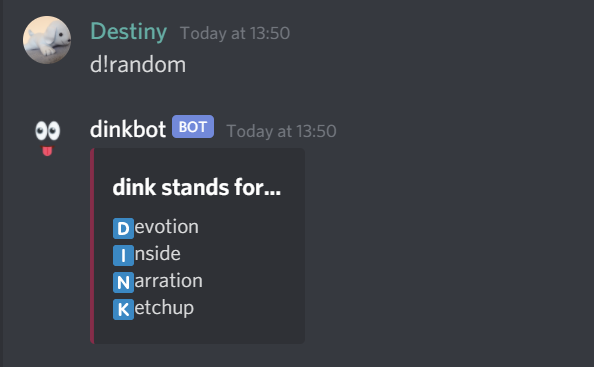 Destiny Today at 13:50
d!random
dinkbot BOT Today at 13:50
dink stands for...
Devotion
Inside
Narration
Ketchup